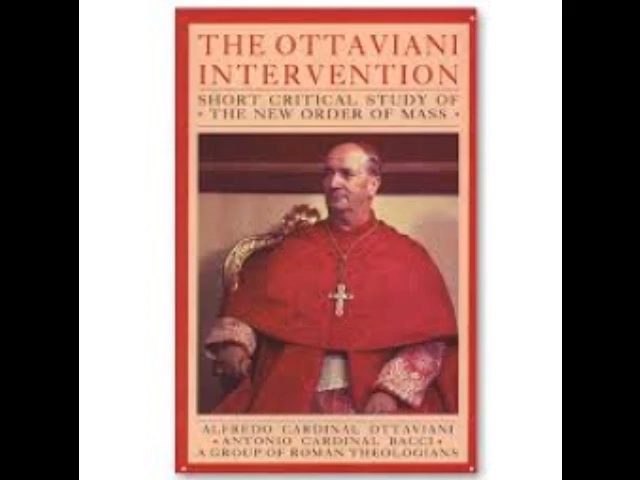 THE OTTAVIANI
INTERVENTION
SHORT CRITICAL STUDY OF
• THE NEW ORDER OF MASS •
ALFREDO CARDINAL OTTAVIANI
• ANTONIO CARDINAL BACCI •
A GROUP OF ROMAN THEOLOGIANS